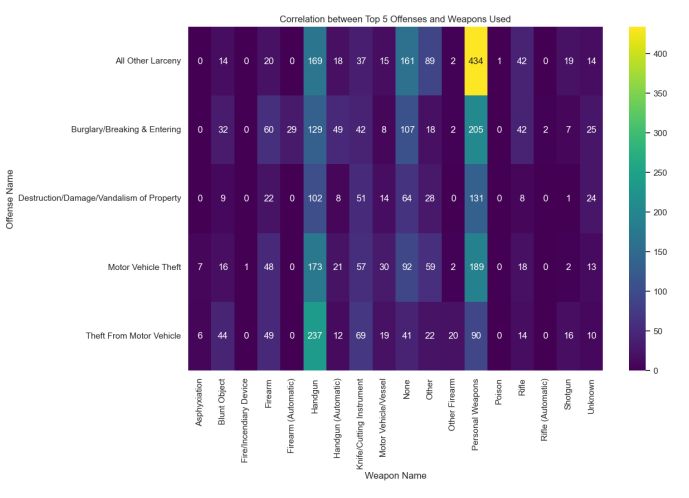 Correlation between Top 5 Offenses and Weapons Used
Offense Name
All Other Larceny 0 14 0 20 0 169 18 37 15 161 89 2 434 1 42 0 19 14
Burglary/Breaking & Entering 0 32 0 60 29 129 49 42 8 107 18 2 205 0 42 2 7 25
Destruction/Damage/Vandalism of Property 0 9 0 22 0 102 8 51 14 64 28 0 131 0 8 0 1 24
Motor Vehicle Theft 7 16 1 48 0 173 21 57 30 92 59 2 189 0 18 0 2 13
Theft From Motor Vehicle 6 44 0 49 0 237 12 69 19 41 22 20 90 0 14 0 16 10
Asphyxiation
Blunt Object
Fire/Incendiary Device
Firearm
Firearm (Automatic)
Handgun
Handgun (Automatic)
Knife/Cutting Instrument
Motor Vehicle/Vessel
None
Other
Other Firearm
Personal Weapons
Poison
Rifle
Rifle (Automatic)
Shotgun
Unknown
Weapon Name
400
350
300
250
200
150
100
50
0